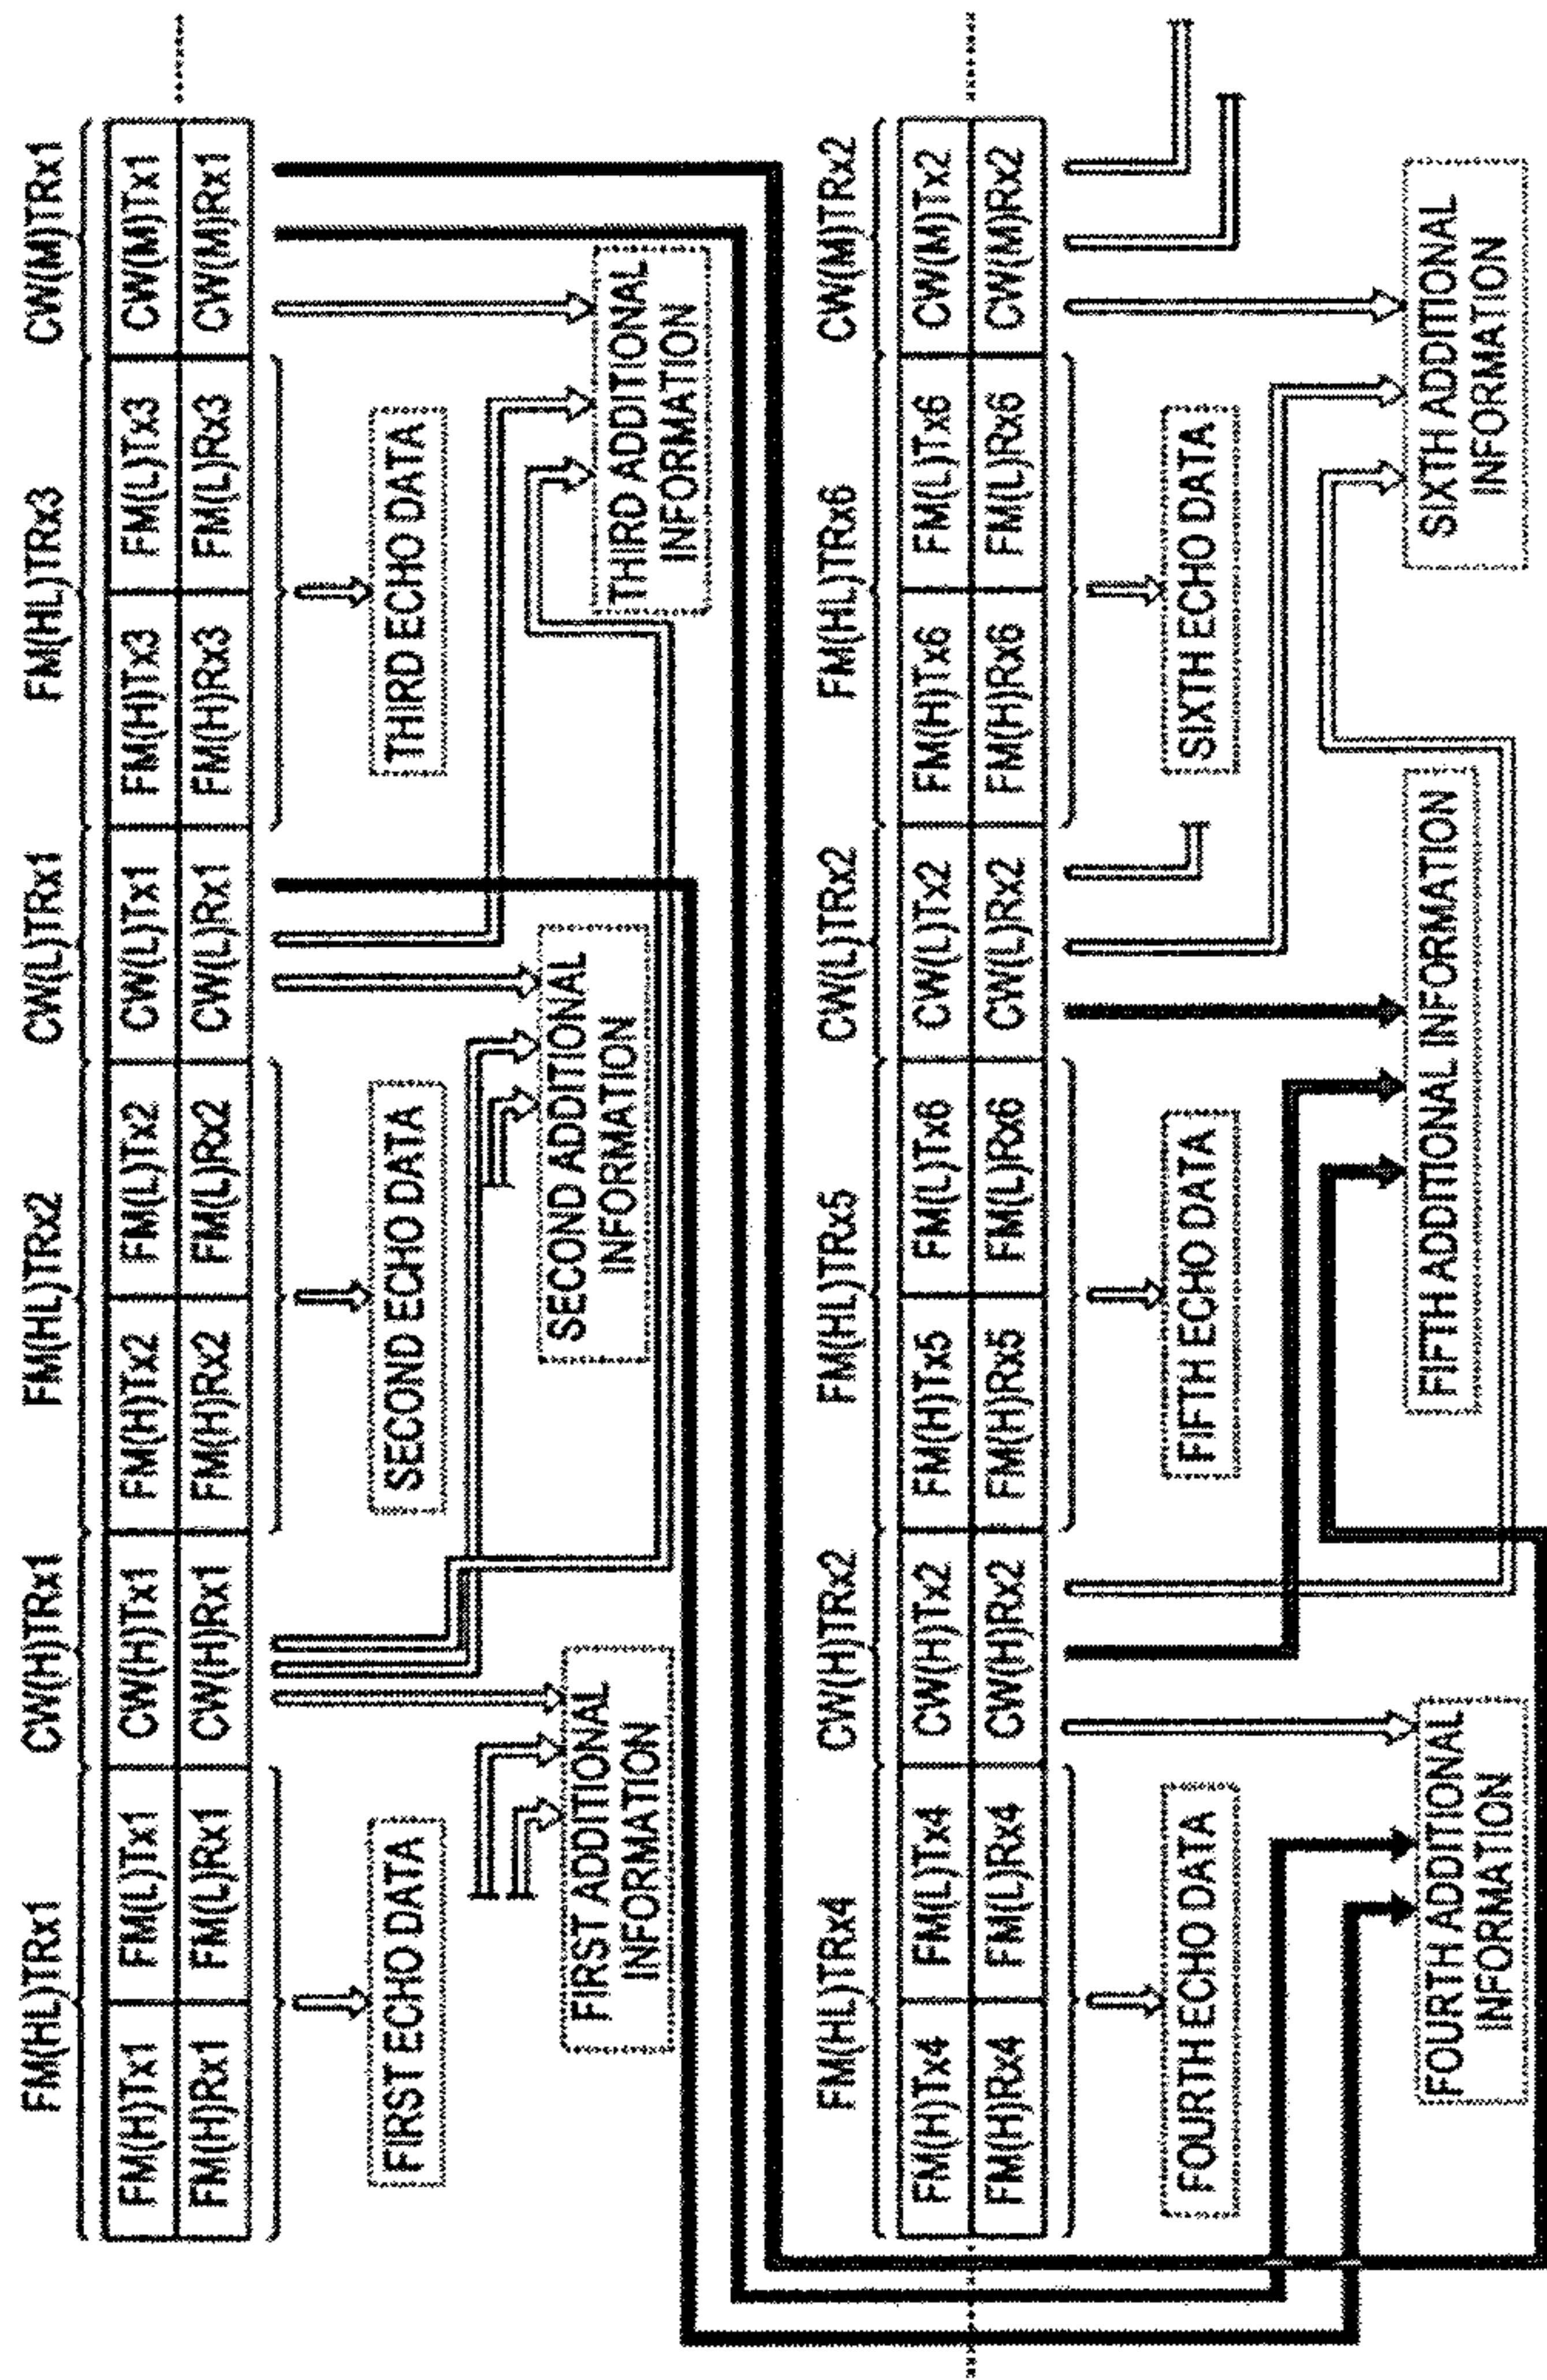 FM(HL)TRx1
CW(H)TRx1
FM(HL)TRx2
CW(L)TRx1
FM(HL)TRx3
CW(M)TRx1
FM(H)Tx1
FM(L)Tx1
CW(H)Tx1
FM(H)Tx2
FM(L)Tx2
CW(L)Tx1
FM(H)Tx3
FM(L)Tx3
CW(M)Tx1
FM(H)Rx1
FM(L)Rx1
CW(H)Rx1
FM(H)Rx2
FM(L)Rx2
CW(L)Rx1
FM(H)Rx3
FM(L)Rx3
CW(M)Rx1
FIRST ECHO DATA
SECOND ECHO DATA
THIRD ECHO DATA
FIRST ADDITIONAL
INFORMATION
SECOND ADDITIONAL
INFORMATION
THIRD ADDITIONAL
INFORMATION
FM(HL)TRx4
CW(H)TRx2
FM(HL)TRx5
CW(L)TRx2
FM(HL)TRx6
CW(M)TRx2
FM(H)Tx4
FM(L)Tx4
CW(H)Tx2
FM(H)Tx5
FM(L)Tx6
CW(L)Tx2
FM(H)Tx6
FM(L)Tx6
CW(M)Tx2
FM(H)Rx4
FM(L)Rx4
CW(H)Rx2
FM(H)Rx5
FM(L)Rx6
CW(L)Rx2
FM(H)Rx6
FM(L)Rx6
CW(M)Rx2
FOURTH ECHO DATA
FIFTH ECHO DATA
SIXTH ECHO DATA
FOURTH ADDITIONAL
INFORMATION
FIFTH ADDITIONAL INFORMATION
SIXTH ADDITIONAL
INFORMATION